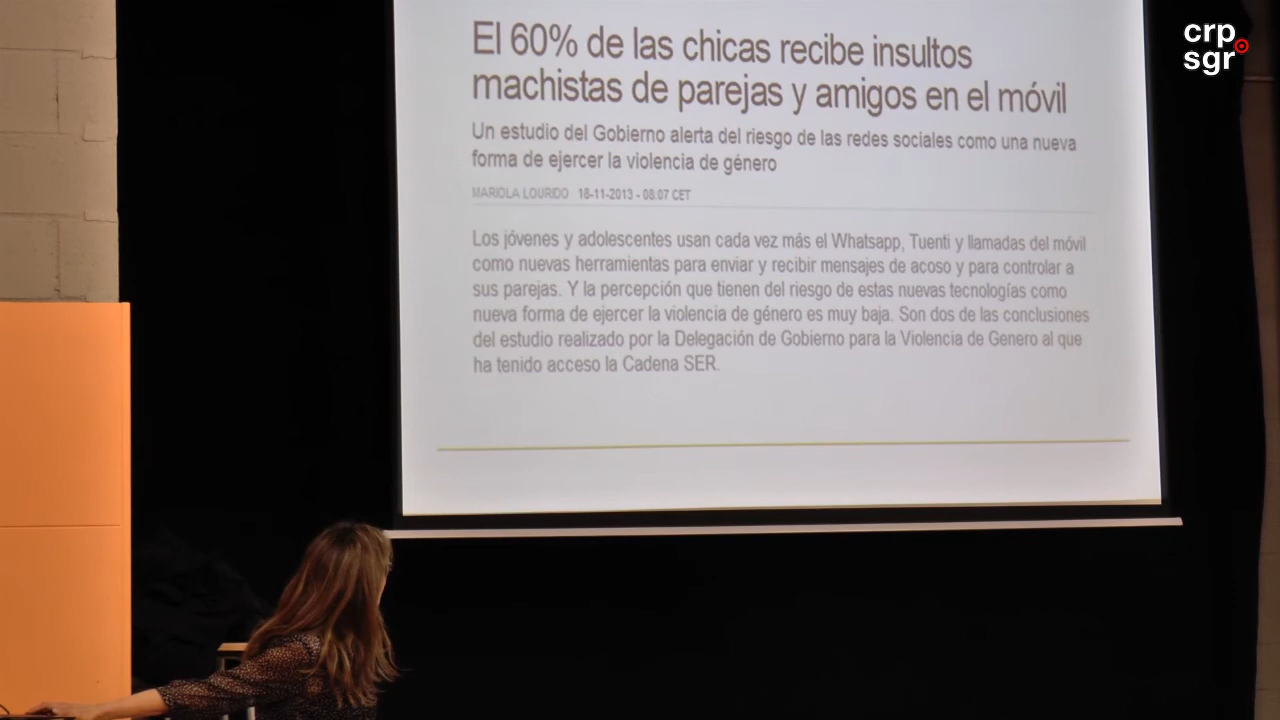 crp
sgr
El 60% de las chicas recibe insultos
machistas de parejas y amigos en el móvil
Un estudio del Gobierno alerta del riesgo de las redes sociales como una nueva
forma de ejercer la violencia de género
MARIOLA LOURIDO 18-11-2013 - 08:07 CET
Los jóvenes y adolescentes usan cada vez más el Whatsapp, Tuenti y llamadas del móvil
como nuevas herramientas para enviar y recibir mensajes de acoso y para controlar a
sus parejas. Y la percepción que tienen del riesgo de estas nuevas tecnologías como
nueva forma de ejercer la violencia de género es muy baja. Son dos de las conclusiones
del estudio realizado por la Delegación de Gobierno para la Violencia de Genero al que
ha tenido acceso la Cadena SER.